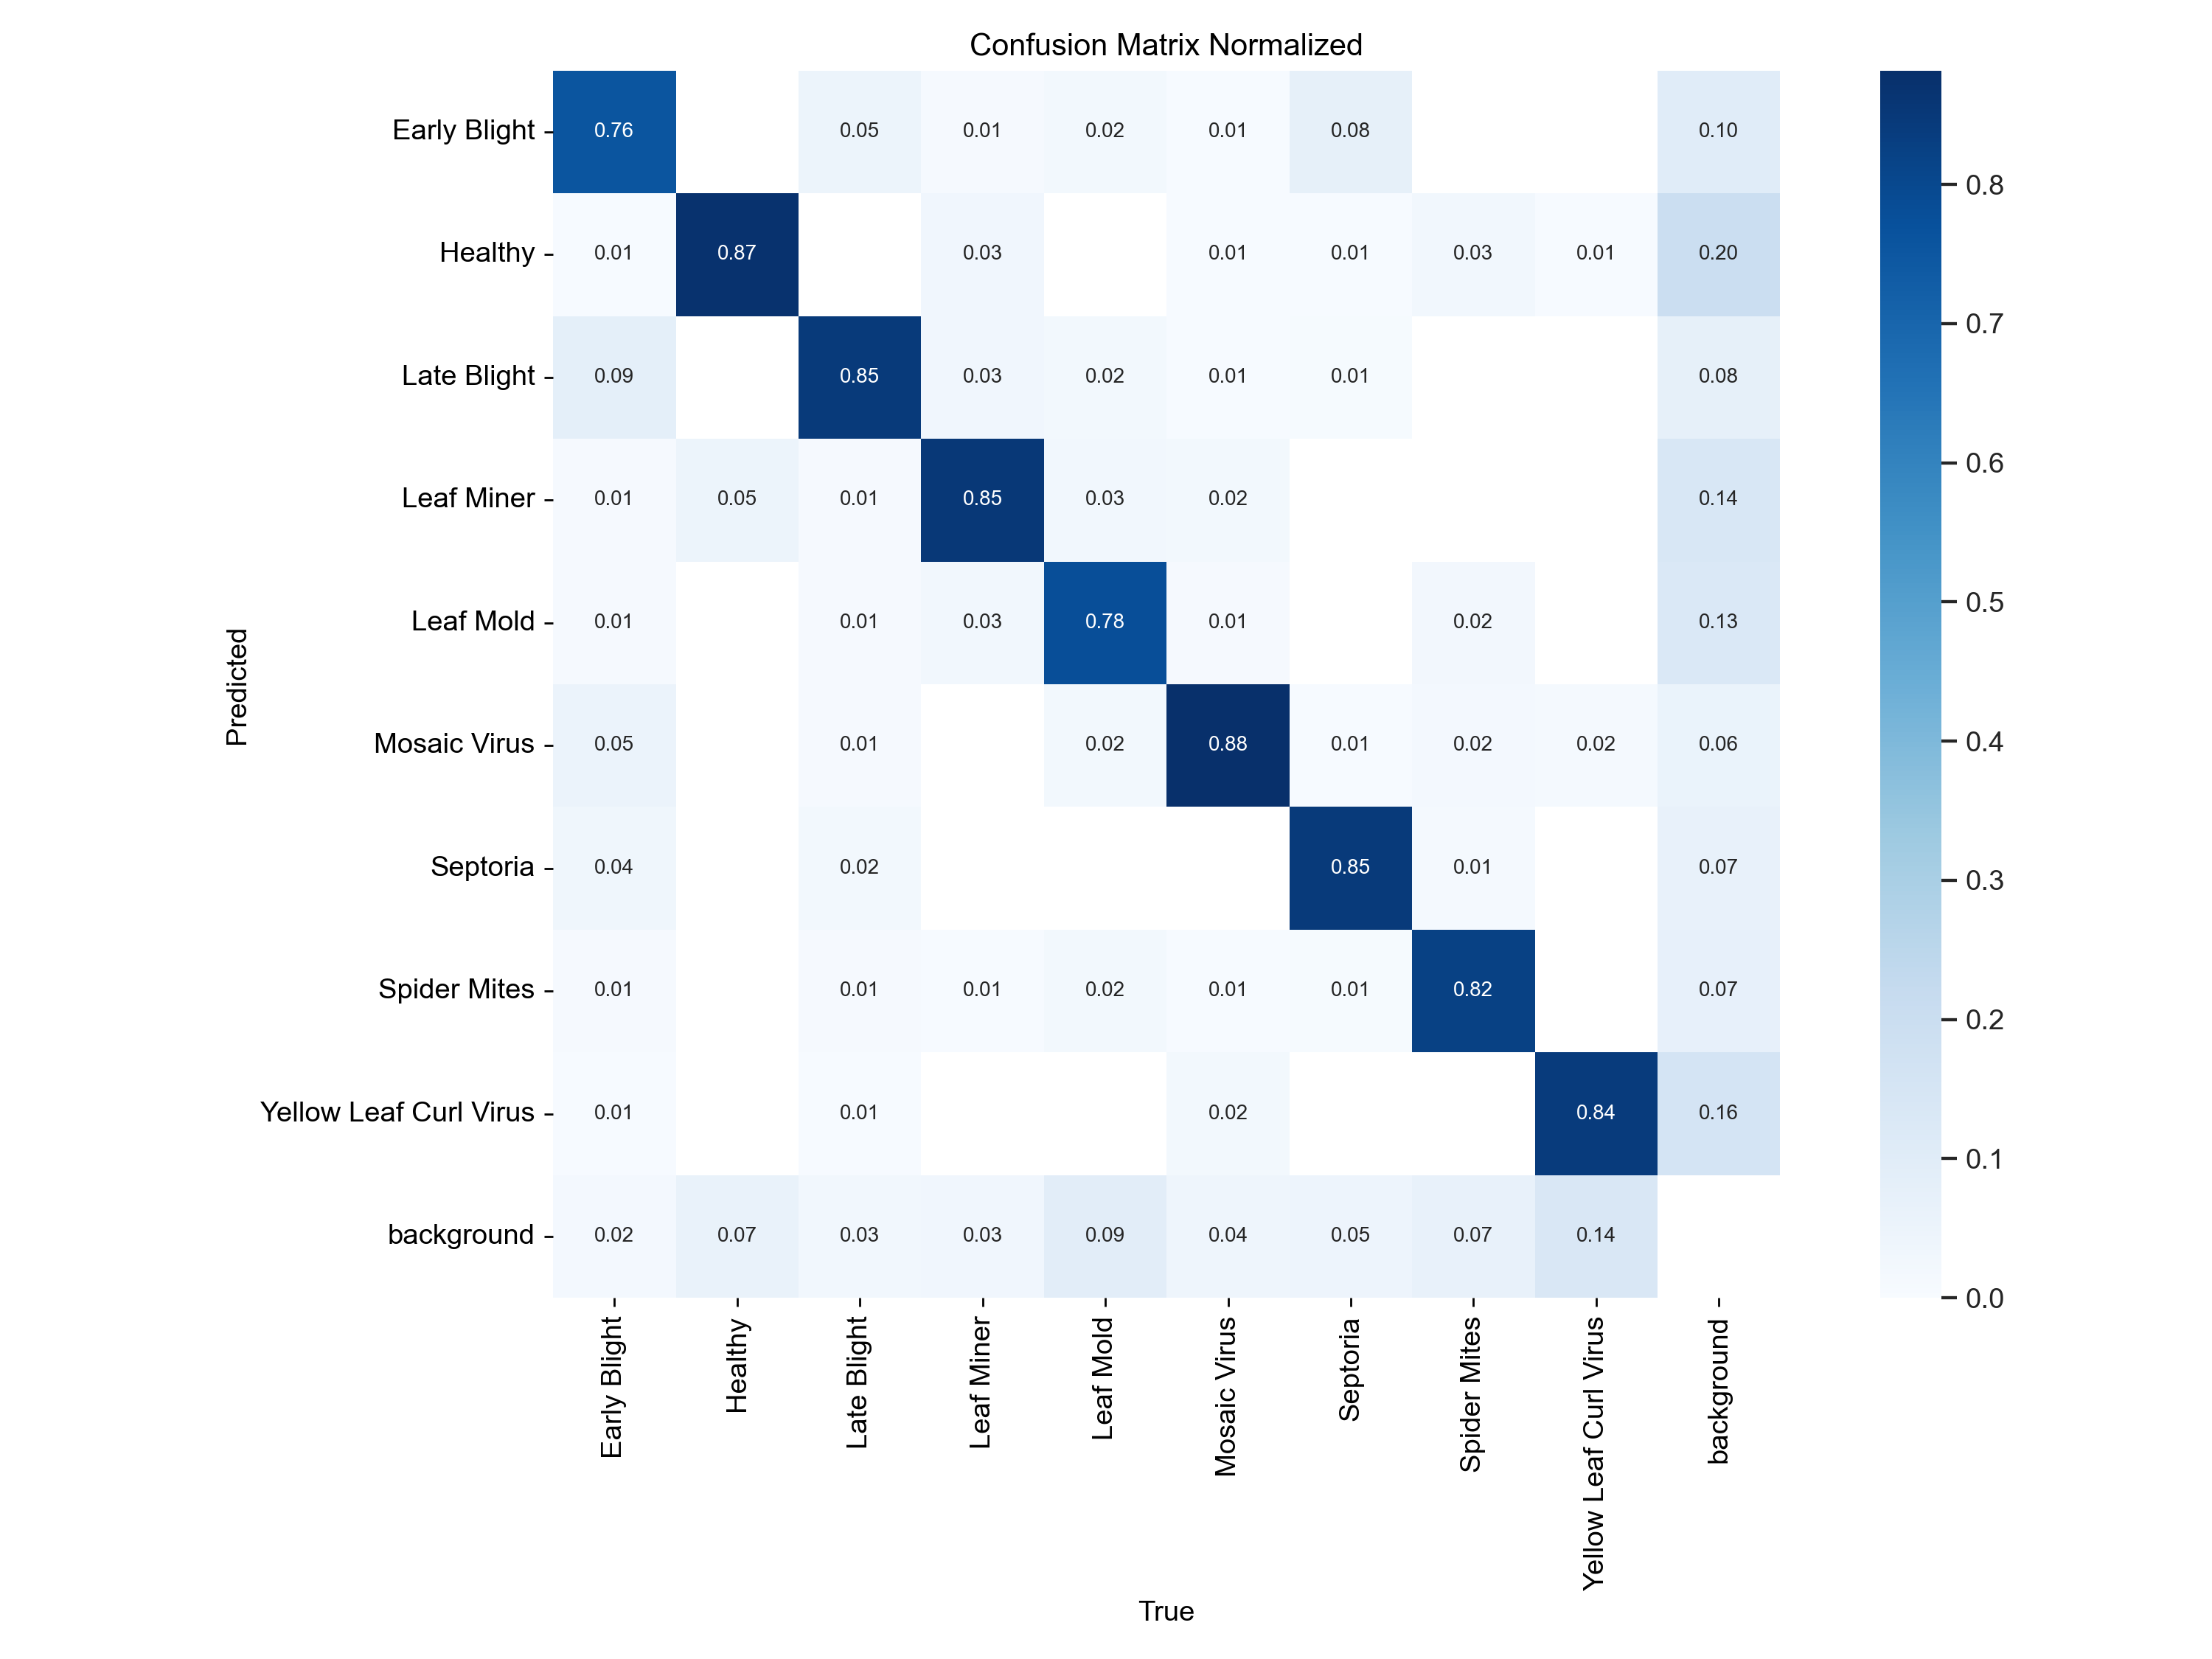 Confusion Matrix Normalized
Early Blight 0.76 0.05 0.01 0.02 0.01 0.08 0.10
Healthy 0.01 0.87 0.03 0.01 0.01 0.03 0.01 0.20
Late Blight 0.09 0.85 0.03 0.02 0.01 0.01 0.08
Leaf Miner 0.01 0.05 0.01 0.85 0.03 0.02 0.14
Leaf Mold 0.01 0.01 0.03 0.78 0.01 0.02 0.13
Mosaic Virus 0.05 0.01 0.02 0.88 0.01 0.02 0.02 0.06
Septoria 0.04 0.02 0.85 0.01 0.07
Spider Mites 0.01 0.01 0.01 0.02 0.01 0.01 0.82 0.07
Yellow Leaf Curl Virus 0.01 0.01 0.02 0.84 0.16
background 0.02 0.07 0.03 0.03 0.09 0.04 0.05 0.07 0.14
Predicted
Early Blight
Healthy
Late Blight
Leaf Miner
Leaf Mold
Mosaic Virus
Septoria
Spider Mites
Yellow Leaf Curl Virus
background
True
0.8
0.7
0.6
0.5
0.4
0.3
0.2
0.1
0.0